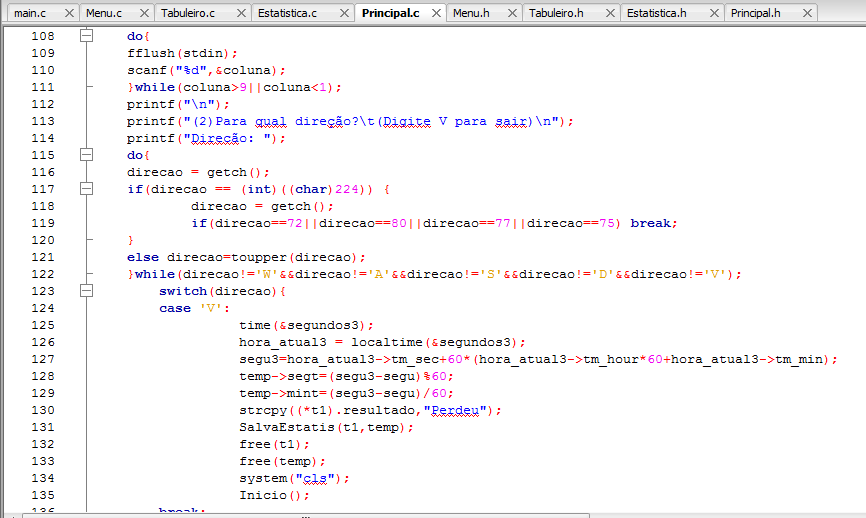 main.c Menu.c Tabuleiro.c Estatistica.c Principal.c Menu.h Tabuleiro.h Estatistica.h Principal.h
108 do{
109 fflush(stdin);
110 scanf("%d",&coluna);
111 }while(coluna>9||coluna<1);
112 printf("\n");
113 printf("(2)Para qual direção?\t(Digite V para sair)\n");
114 printf("Direção: ");
115 do{
116 direcao = getch();
117 if(direcao == (int)((char)224)) {
118 direcao = getch();
119 if(direcao==72||direcao==80||direcao==77||direcao==75) break;
120 }
121 else direcao=toupper(direcao);
122 }while(direcao!='W'&&direcao!='A'&&direcao!='S'&&direcao!='D'&&direcao!='V');
123 switch(direcao){
124 case 'V':
125 time(&segundos3);
126 hora_atual3 = localtime(&segundos3);
127 segu3=hora_atual3->tm_sec+60*(hora_atual3->tm_hour*60+hora_atual3->tm_min);
128 temp->segt=(segu3-segu)%60;
129 temp->mint=(segu3-segu)/60;
130 strcpy((*t1).resultado,"Perdeu");
131 SalvaEstatis(t1,temp);
132 free(t1);
133 free(temp);
134 system("cls");
135 Inicio();
136 break;